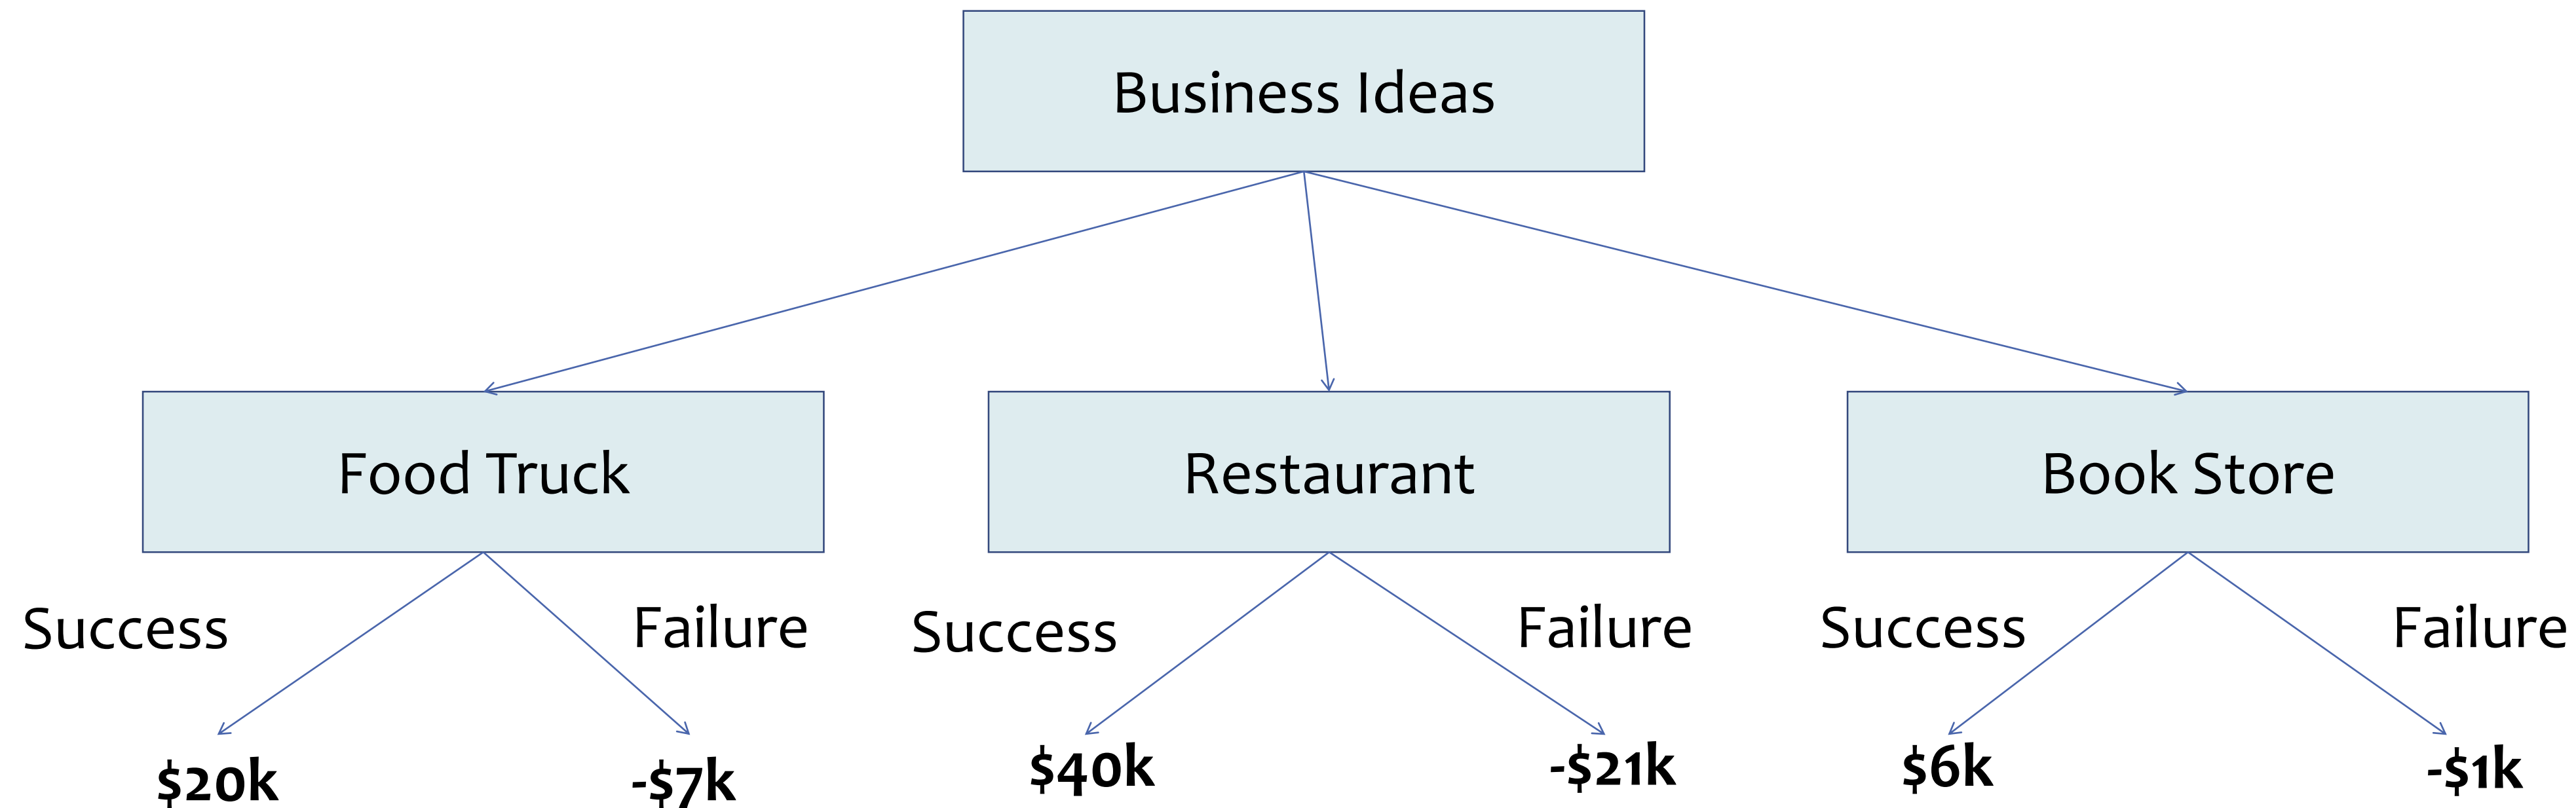 Business Ideas
Food Truck
Restaurant
Book Store
Success
Failure
Success
Failure
Success
Failure
$20k
-$7k
$40k
-$21k
$6k
-$1k